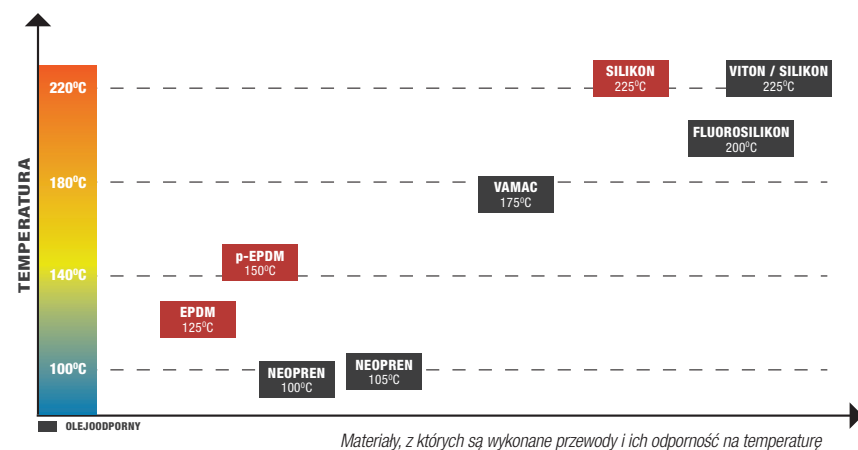 SILIKON
225⁰C
VITON / SILIKON
225⁰C
220⁰C
FLUOROSILIKON
200⁰C
180⁰C
VAMAC
175⁰C
TEMPERATURA
p-EPDM
150⁰C
140⁰C
EPDM
125⁰C
100⁰C
NEOPREN
100⁰C
NEOPREN
105⁰C
OLEJOODPORNY
Materiały, z których są wykonane przewody i ich odporność na temperaturę